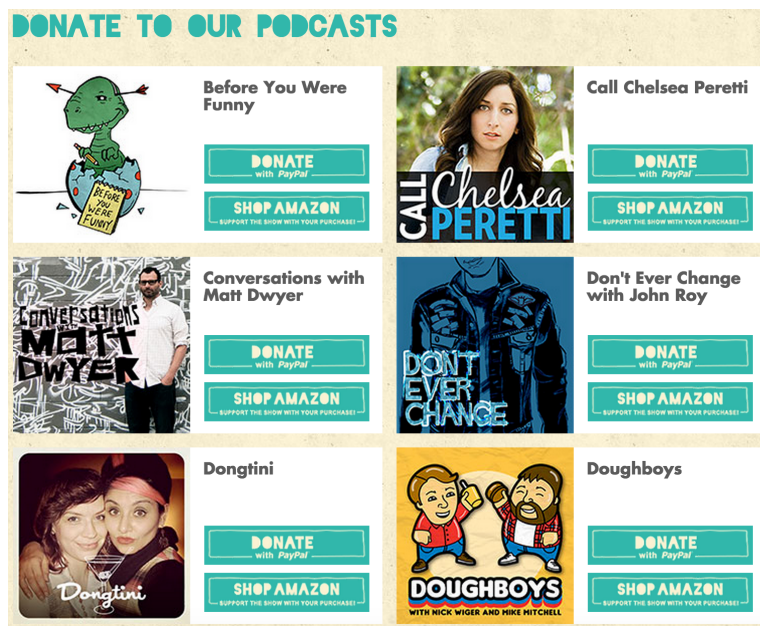 DONATE TO OUR PODCASTS
BEFORE
YOU
WERE
FUNNY
Before You Were
Funny
DONATE
with PayPal
SHOP AMAZON
SUPPORT THE SHOW WITH YOUR PURCHASE!
CALL
Chelsea
PERETTI
Call Chelsea Peretti
DONATE
with PayPal
SHOP AMAZON
SUPPORT THE SHOW WITH YOUR PURCHASE!
Conversations
MATT
DWYER
Conversations with
Matt Dwyer
DONATE
with PayPal
SHOP AMAZON
SUPPORT THE SHOW WITH YOUR PURCHASE!
DON'T
EVER
CHANGE
Don't Ever Change
with John Roy
DONATE
with PayPal
SHOP AMAZON
SUPPORT THE SHOW WITH YOUR PURCHASE!
Dongtini
Dongtini
DONATE
with PayPal
SHOP AMAZON
SUPPORT THE SHOW WITH YOUR PURCHASE!
DOUGHBOYS
WITH NICK WIGER AND MIKE MITCHELL
Doughboys
DONATE
with PayPal
SHOP AMAZON
SUPPORT THE SHOW WITH YOUR PURCHASE!